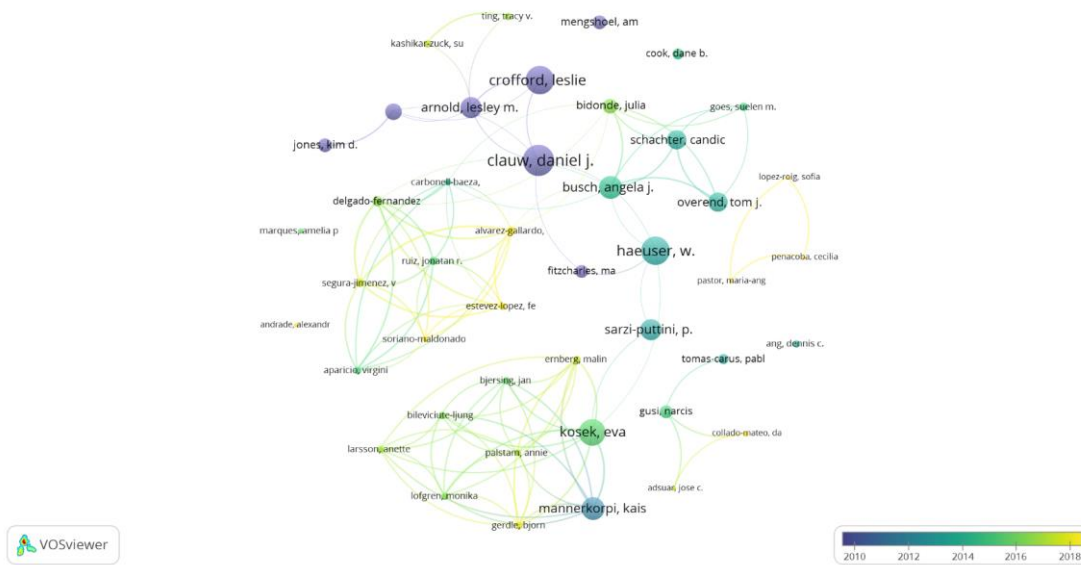 ting, tracy v.
mengshoel, am
kashikar-zuck, su
cook, dane b.
crofford, leslie
arnold, lesley m.
bidonde, julia
goes, suelen m.
jones, kim d.
schachter, candic
clauw, daniel j.
lopez-roig, sofia
carbonell-baeza,
busch, angela j.
delgado-fernandez
overend, tom j.
marques, amelia p
alvarez-gallardo,
haeuser, w.
penacoba, cecilia
ruiz, jonatan r.
fitzcharles, ma
pastor, maria-ang
segura-jimenez, v
estevez-lopez, fe
andrade, alexandr
sarzi-puttini, p.
soriano-maldonado
ang, dennis c.
ernberg, malin
tomas-carus, pabl
aparicio, virgini
bjersing, jan
bileviciute-ljung
gusi, narcis
kosek, eva
collado-mateo, da
larsson, anette
palstam, annie
adsuar, jose c.
lofgren, monika
mannerkorpi, kais
gerdle, bjorn
VOSviewer
2010 2012 2014 2016 2018